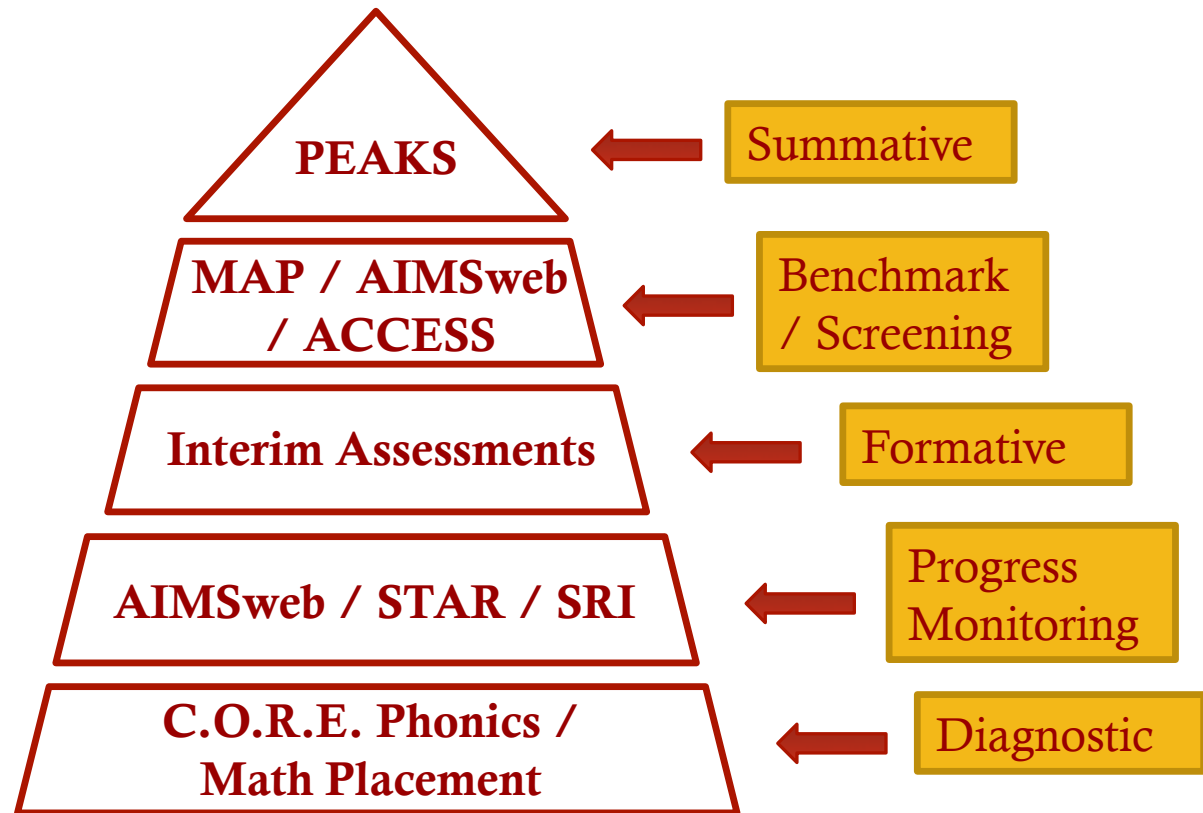 PEAKS
Summative
MAP / AIMSweb
/ ACCESS
Benchmark
/ Screening
Interim Assessments
Formative
AIMSweb / STAR / SRI
Progress
Monitoring
C.O.R.E. Phonics /
Math Placement
Diagnostic